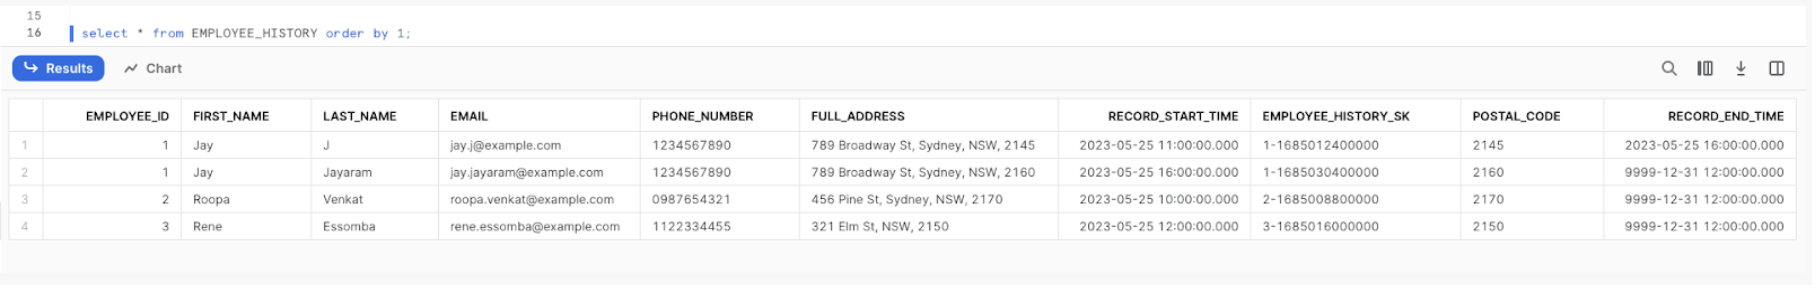 15
16 select * from EMPLOYEE_HISTORY order by 1;
Results Chart
EMPLOYEE_ID FIRST_NAME LAST_NAME EMAIL PHONE_NUMBER FULL_ADDRESS RECORD_START_TIME EMPLOYEE_HISTORY_SK POSTAL_CODE RECORD_END_TIME
1 1 Jay J jay.j@example.com 1234567890 789 Broadway St, Sydney, NSW, 2145 2023-05-25 11:00:00.000 1-1685012400000 2145 2023-05-25 16:00:00.000
2 1 Jay Jayaram jay.jayaram@example.com 1234567890 789 Broadway St, Sydney, NSW, 2160 2023-05-25 16:00:00.000 1-1685030400000 2160 9999-12-31 12:00:00.000
3 2 Roopa Venkat roopa.venkat@example.com 0987654321 456 Pine St, Sydney, NSW, 2170 2023-05-25 10:00:00.000 2-1685008800000 2170 9999-12-31 12:00:00.000
4 3 Rene Essomba rene.essomba@example.com 1122334455 321 Elm St, NSW, 2150 2023-05-25 12:00:00.000 3-1685016000000 2150 9999-12-31 12:00:00.000